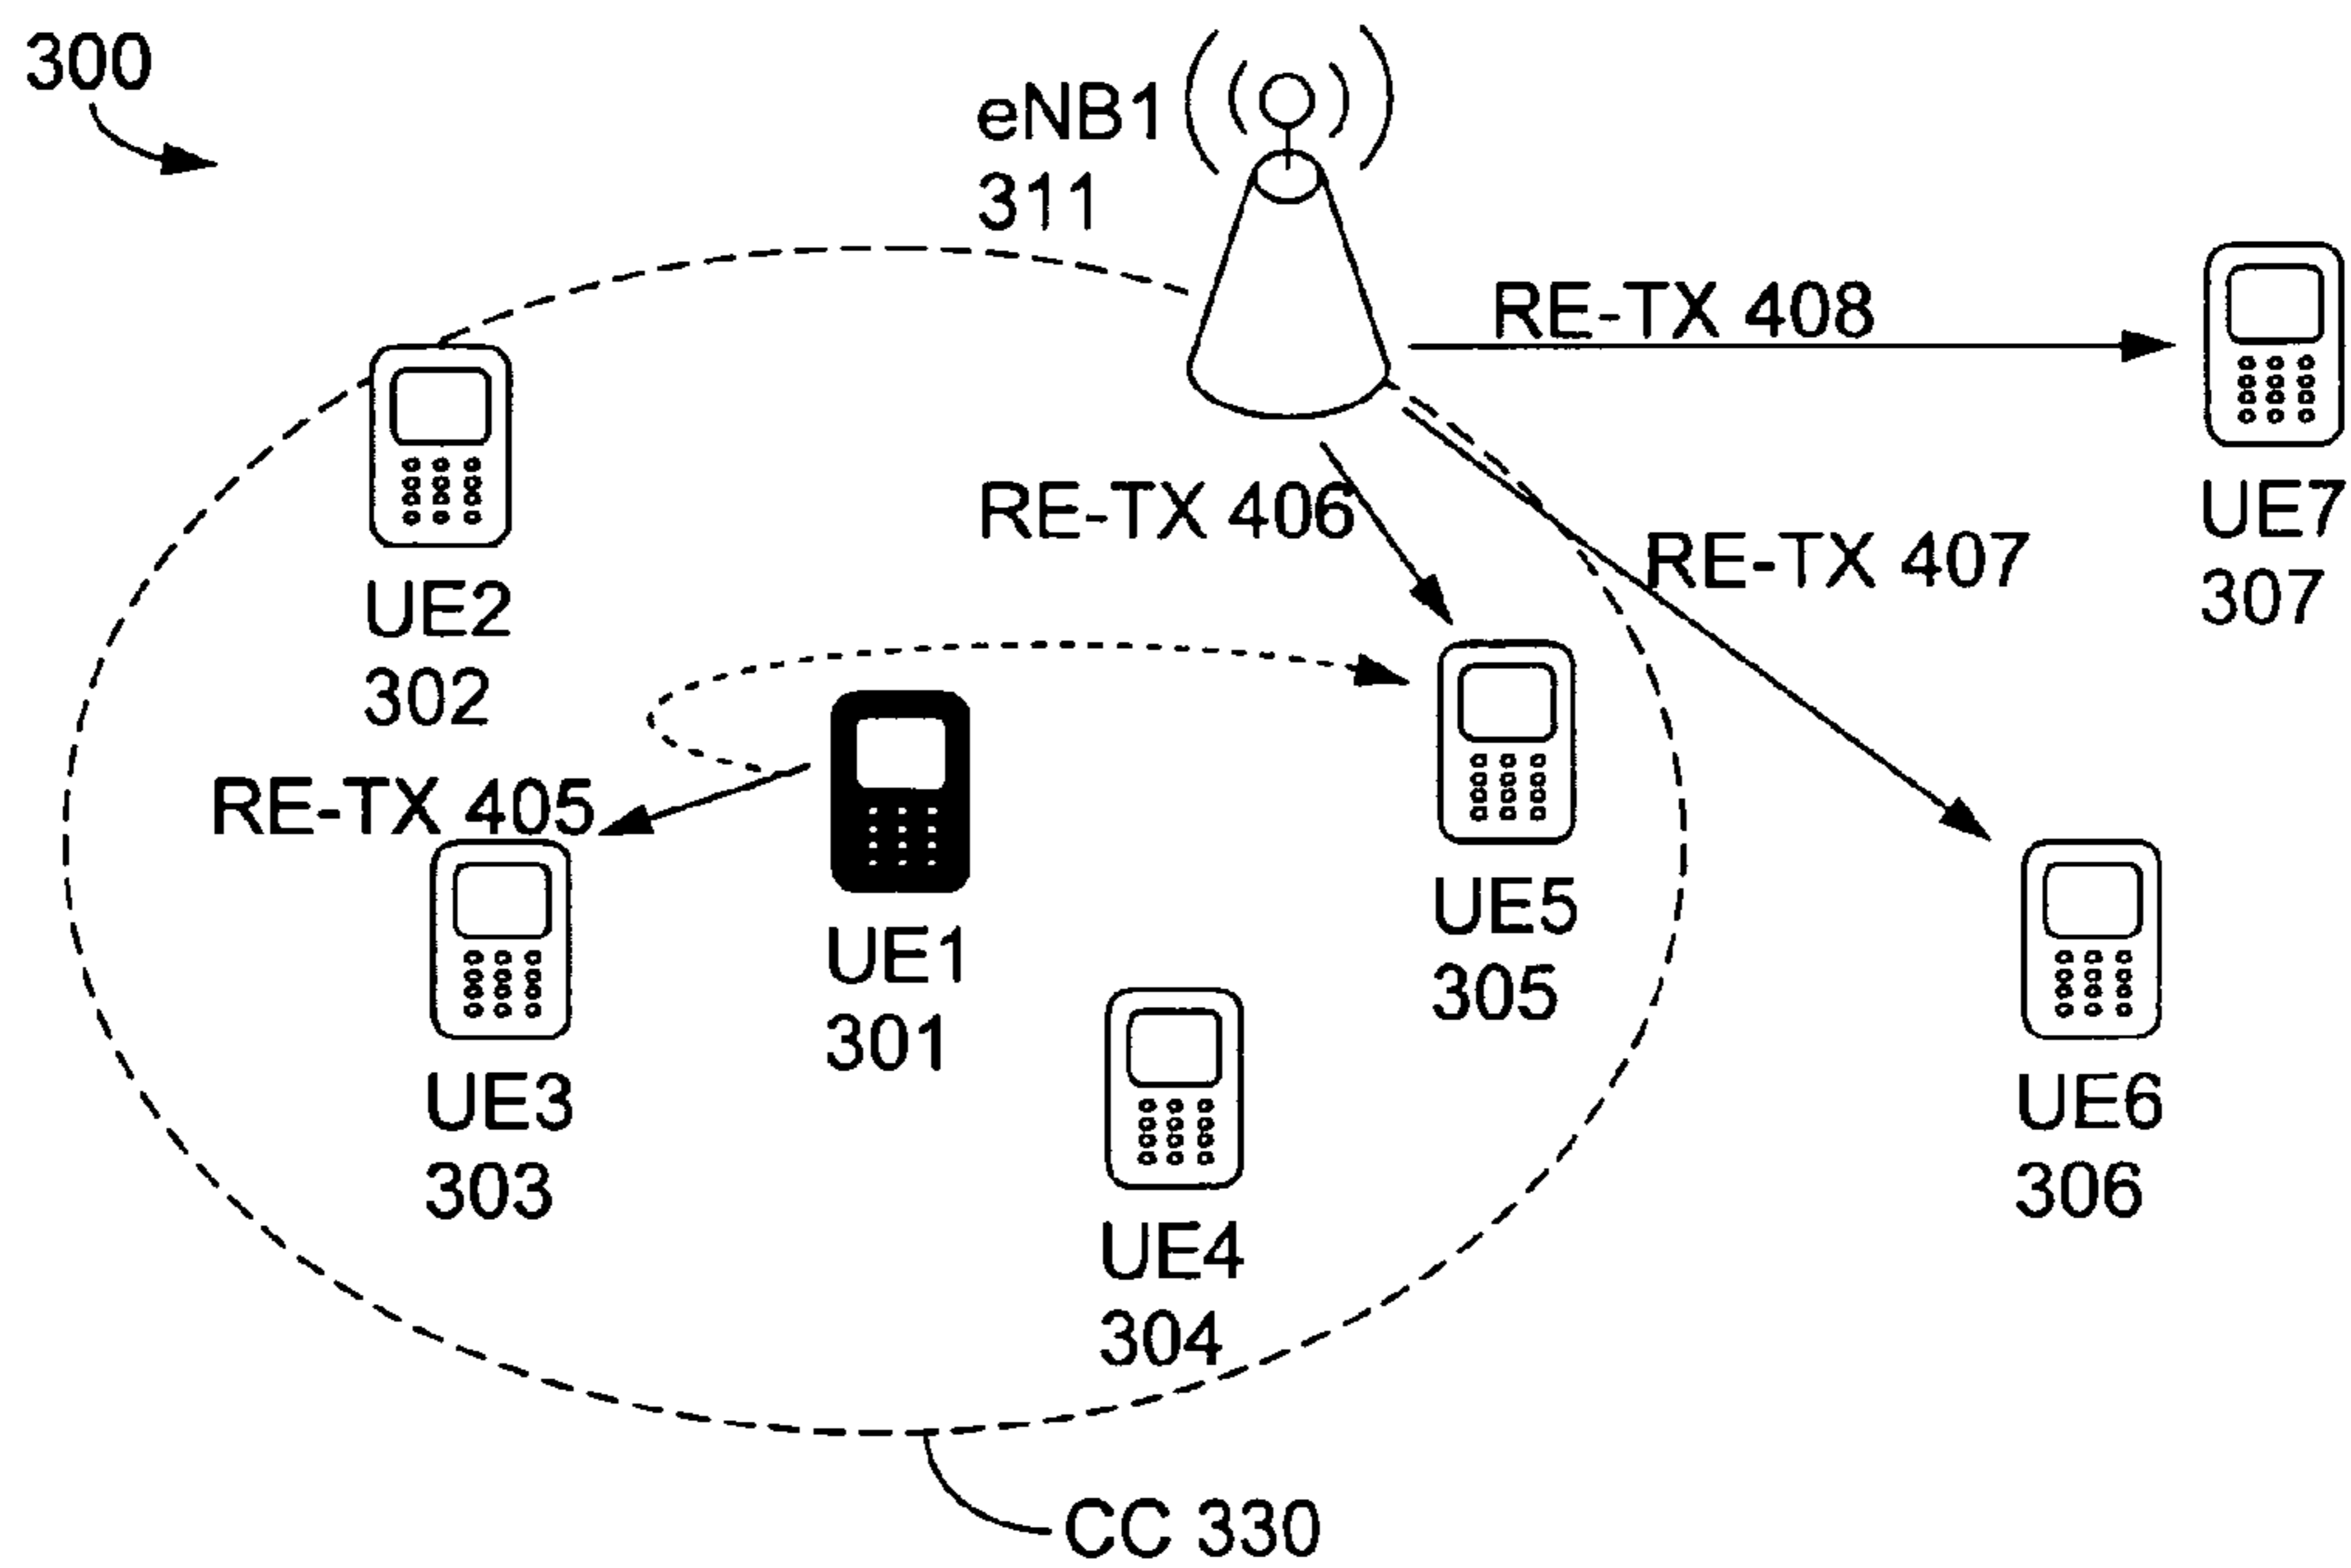 300
eNB1
311
RE-TX 408
RE-TX 406
UE7
307
RE-TX 407
UE2
302
RE-TX 405
UE1
301
UE5
305
UE3
303
UE6
306
UE4
304
CC 330